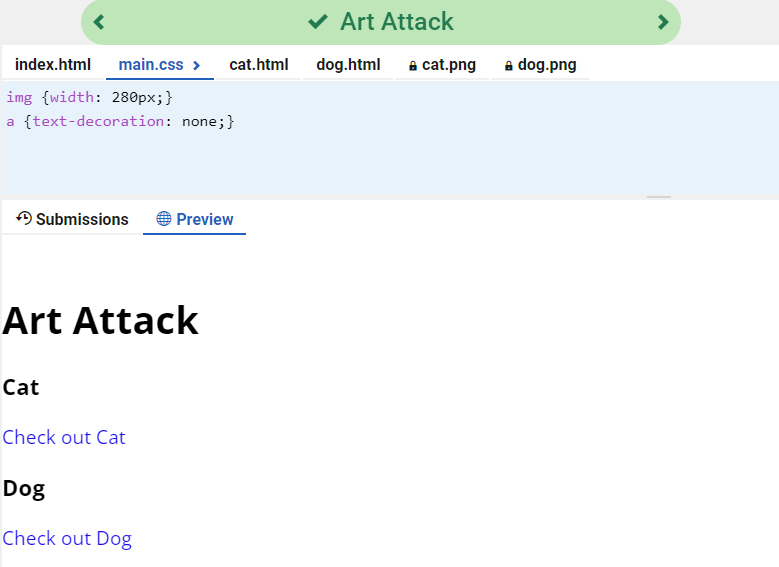 Art Attack
index.html main.css cat.html dog.html cat.png dog.png
img {width: 280px;}
a {text-decoration: none;}
Submissions Preview
Art Attack
Cat
Check out Cat
Dog
Check out Dog